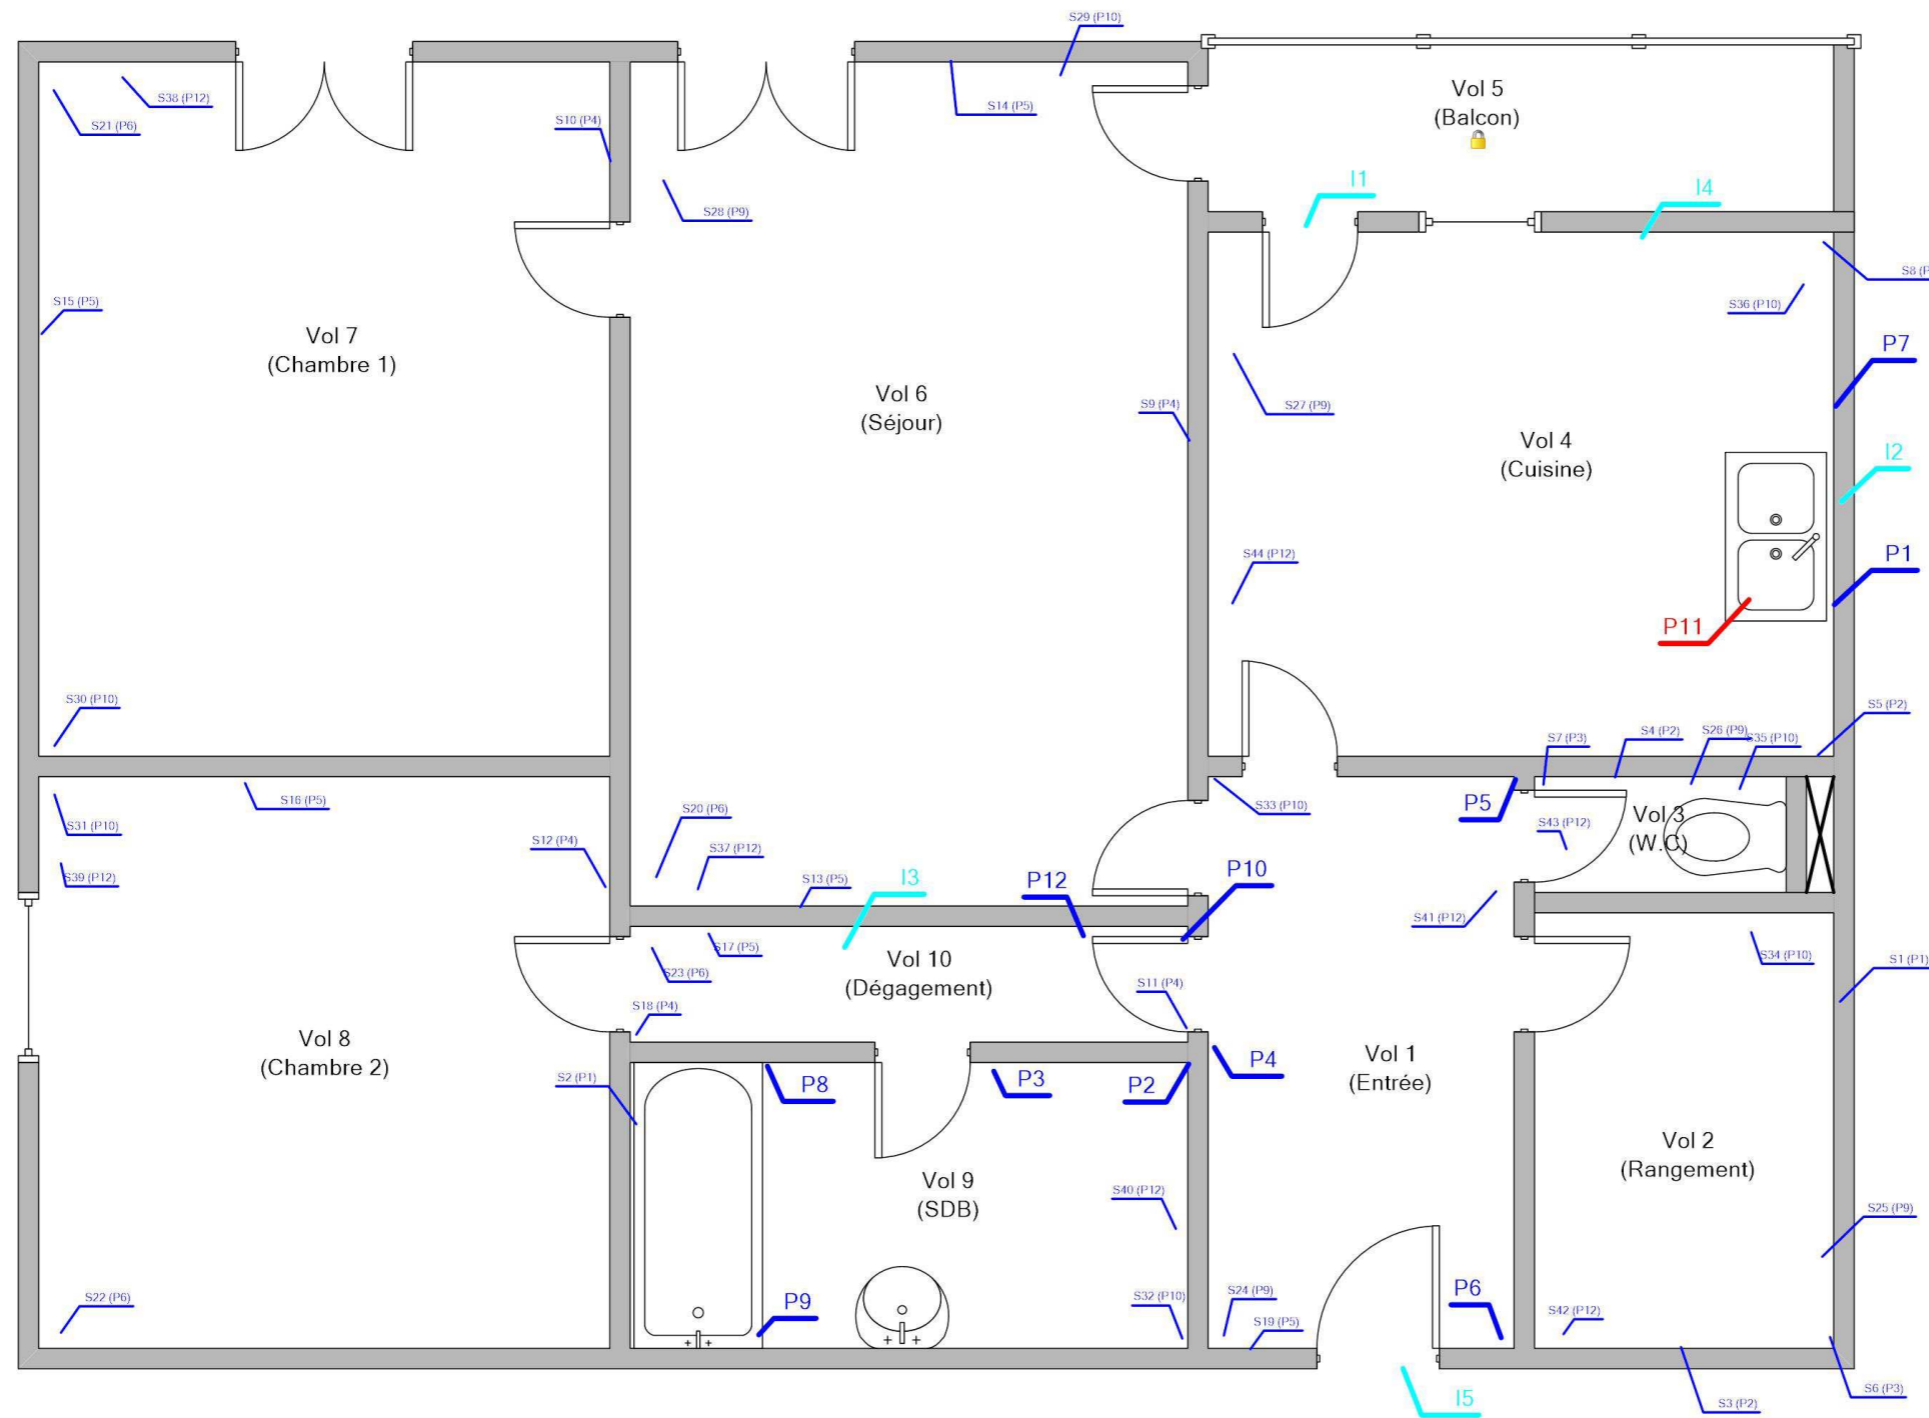 S29 (P10)
S38 (P12)
S21 (P6)
S10 (P4)
S14 (P5)
Vol 5
(Balcon)
S28 (P9)
I1
I4
S8 (P
S15 (P5)
S36 (P10)
Vol 7
(Chambre 1)
P7
Vol 6
(Séjour)
S9 (P4)
S27 (P9)
Vol 4
(Cuisine)
I2
S44 (P12)
P1
P11
S30 (P10)
S5 (P2)
S7 (P3)
S4 (P2)
S26 (P9)
S35 (P10)
S16 (P5)
S31 (P10)
S20 (P6)
S33 (P10)
P5
Vol 3
(W.C)
S43 (P12)
S12 (P4)
S37 (P12)
S39 (P12)
S13 (P5)
I3
P12
P10
S41 (P12)
S17 (P5)
S23 (P6)
Vol 10
(Dégagement)
S34 (P10)
S1 (P1)
S11 (P4)
S18 (P4)
Vol 8
(Chambre 2)
Vol 1
(Entrée)
P4
S2 (P1)
P8
P3
P2
Vol 2
(Rangement)
Vol 9
(SDB)
S40 (P12)
S25 (P9)
S22 (P6)
P9
S32 (P10)
S24 (P9)
P6
S19 (P5)
S42 (P12)
I5
S3 (P2)
S6 (P3)